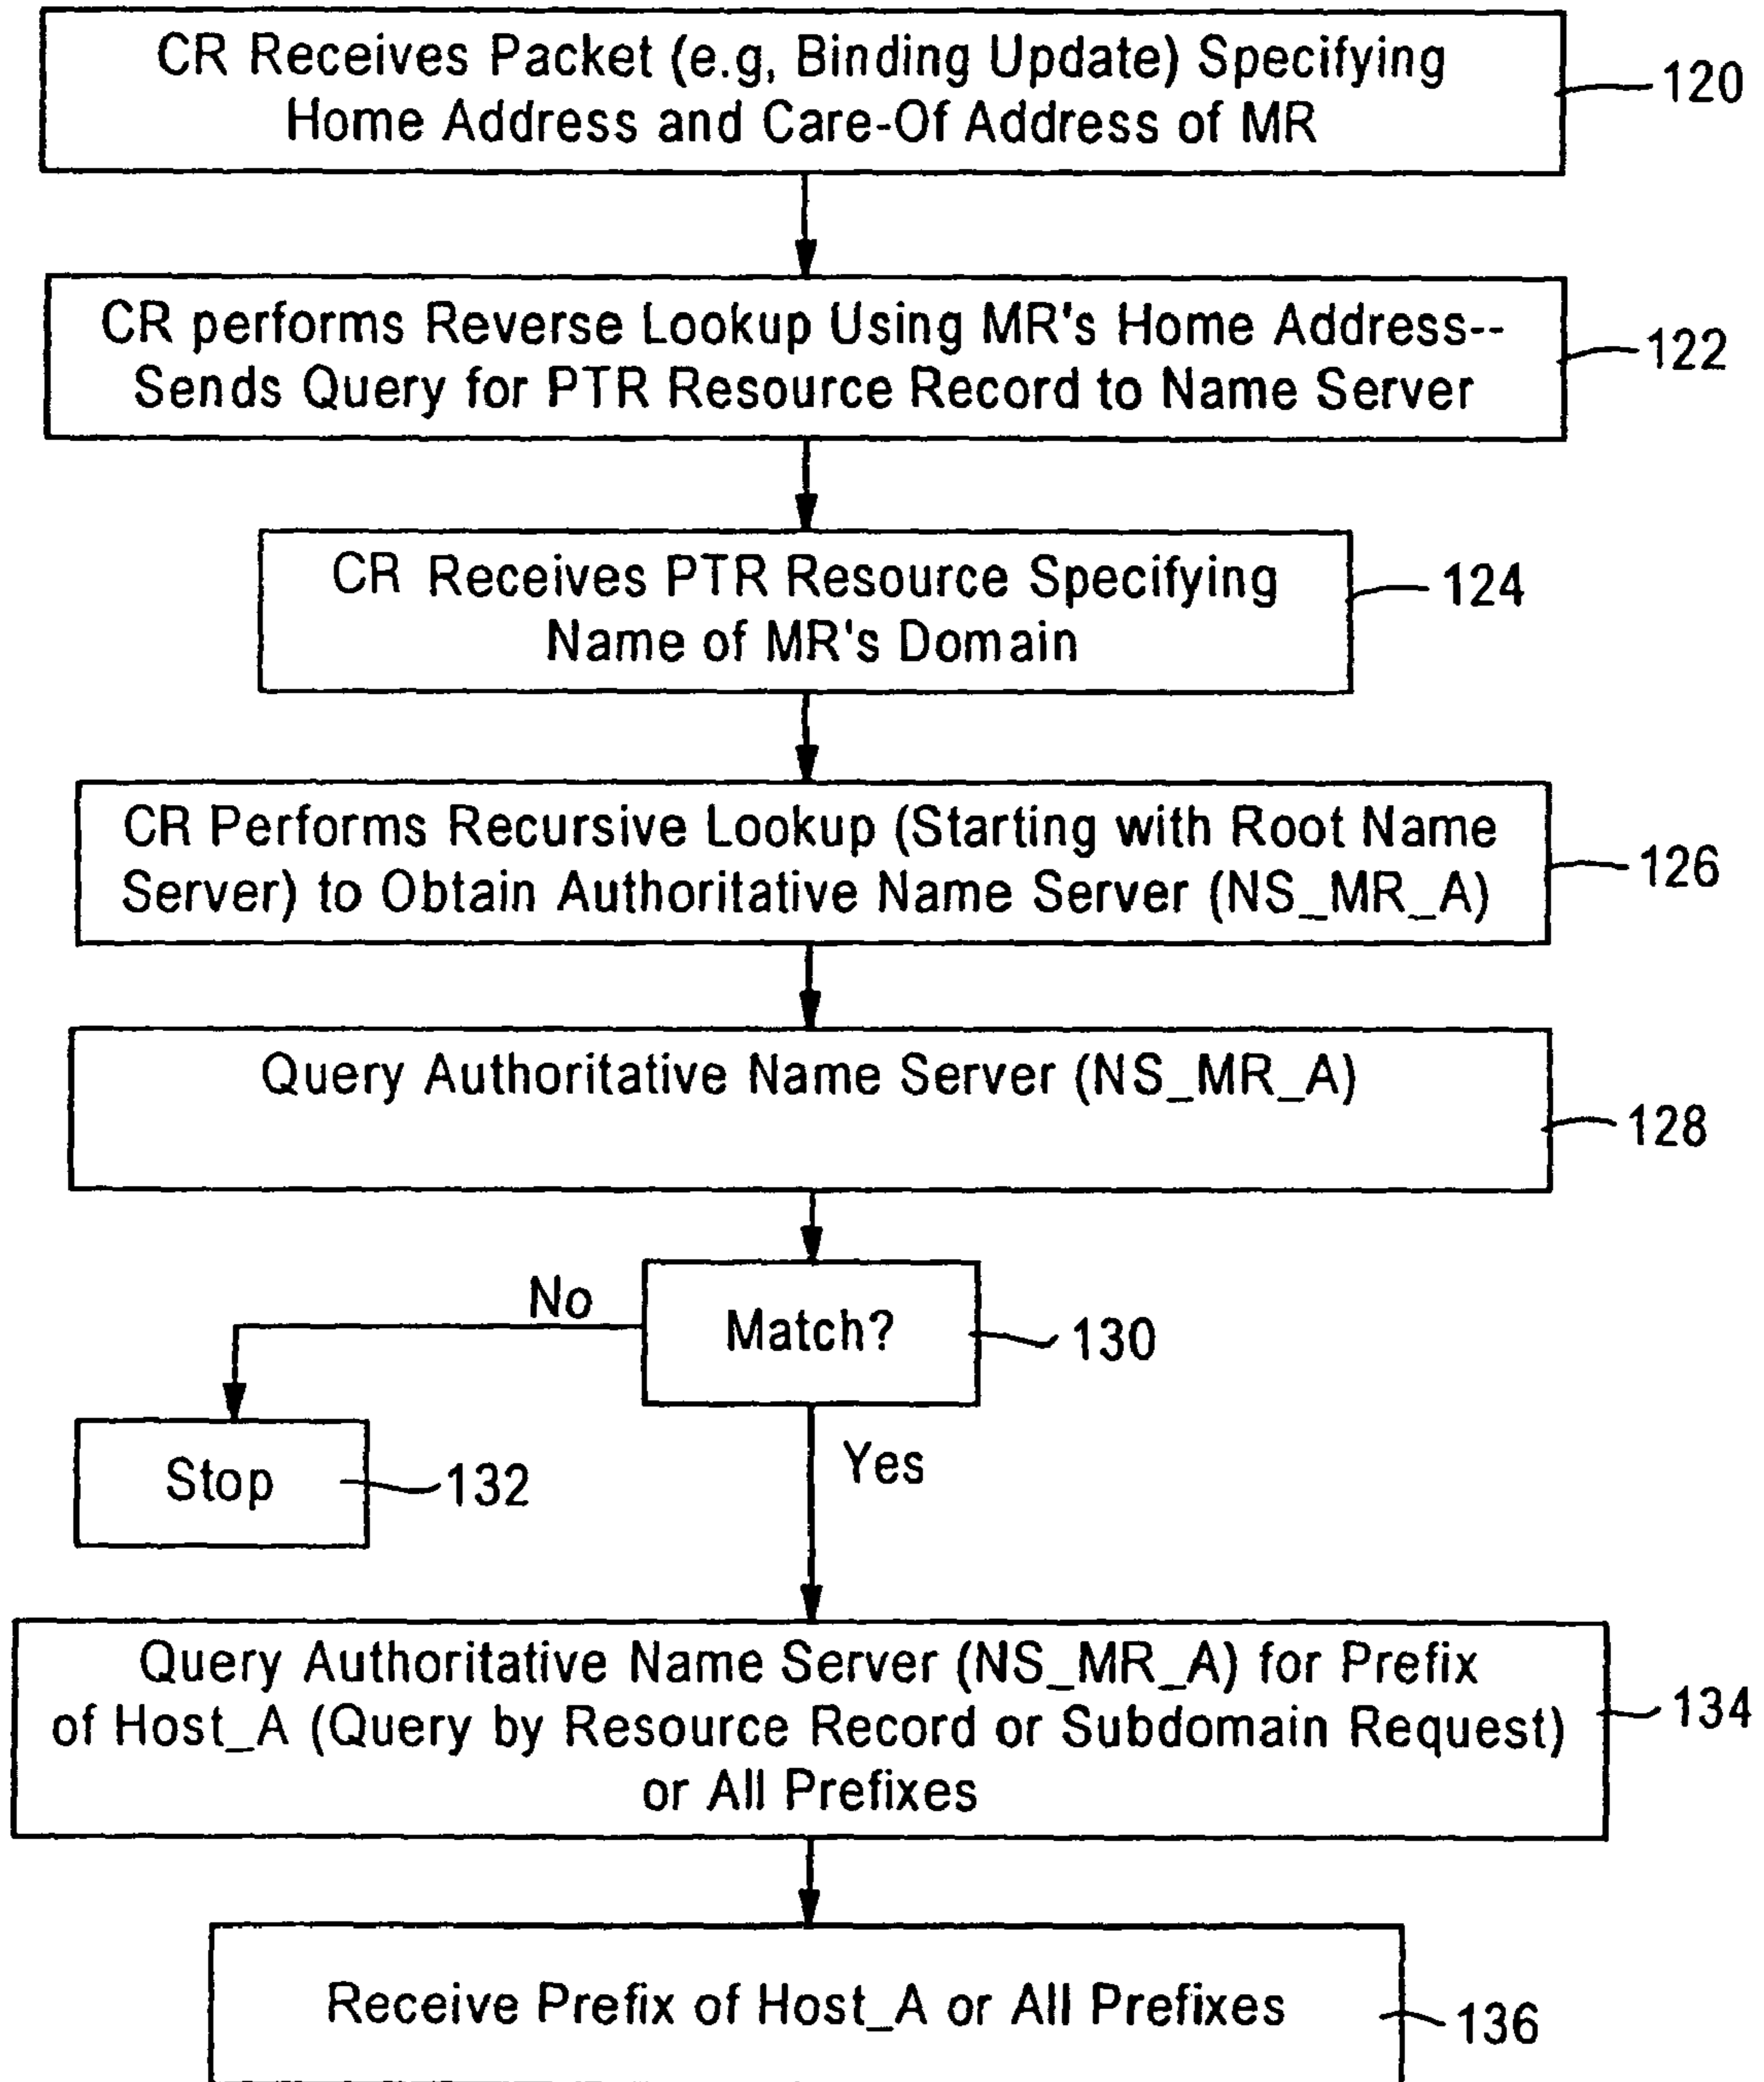 CR Receives Packet (e.g, Binding Update) Specifying
Home Address and Care-Of Address of MR
120
CR performs Reverse Lookup Using MR's Home Address--
Sends Query for PTR Resource Record to Name Server
122
CR Receives PTR Resource Specifying
Name of MR's Domain
124
CR Performs Recursive Lookup (Starting with Root Name
Server) to Obtain Authoritative Name Server (NS_MR_A)
126
Query Authoritative Name Server (NS_MR_A)
128
Match?
130
No
Stop
132
Yes
Query Authoritative Name Server (NS_MR_A) for Prefix
of Host_A (Query by Resource Record or Subdomain Request)
or All Prefixes
134
Receive Prefix of Host_A or All Prefixes
136